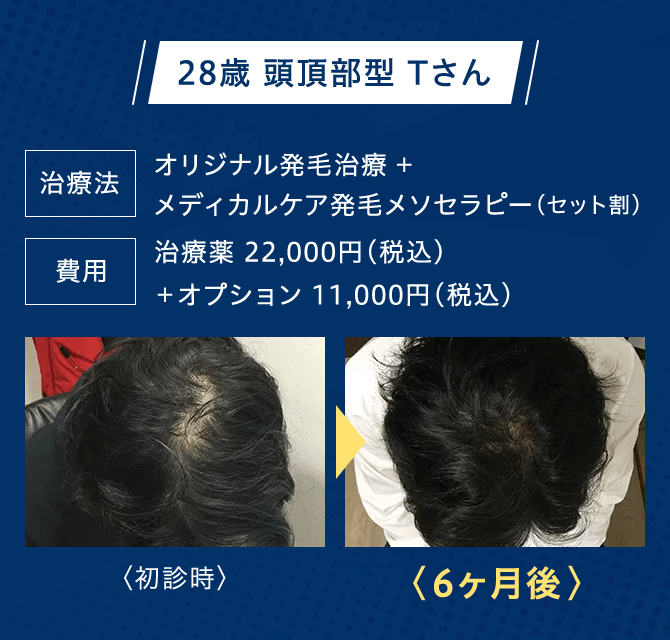 28歳 頭頂部型 Tさん
治療法
オリジナル発毛治療 +
メディカルケア発毛メソセラピー（セット割）
費用
治療薬 22,000円（税込）
＋オプション 11,000円（税込）
〈初診時〉
〈6ヶ月後〉